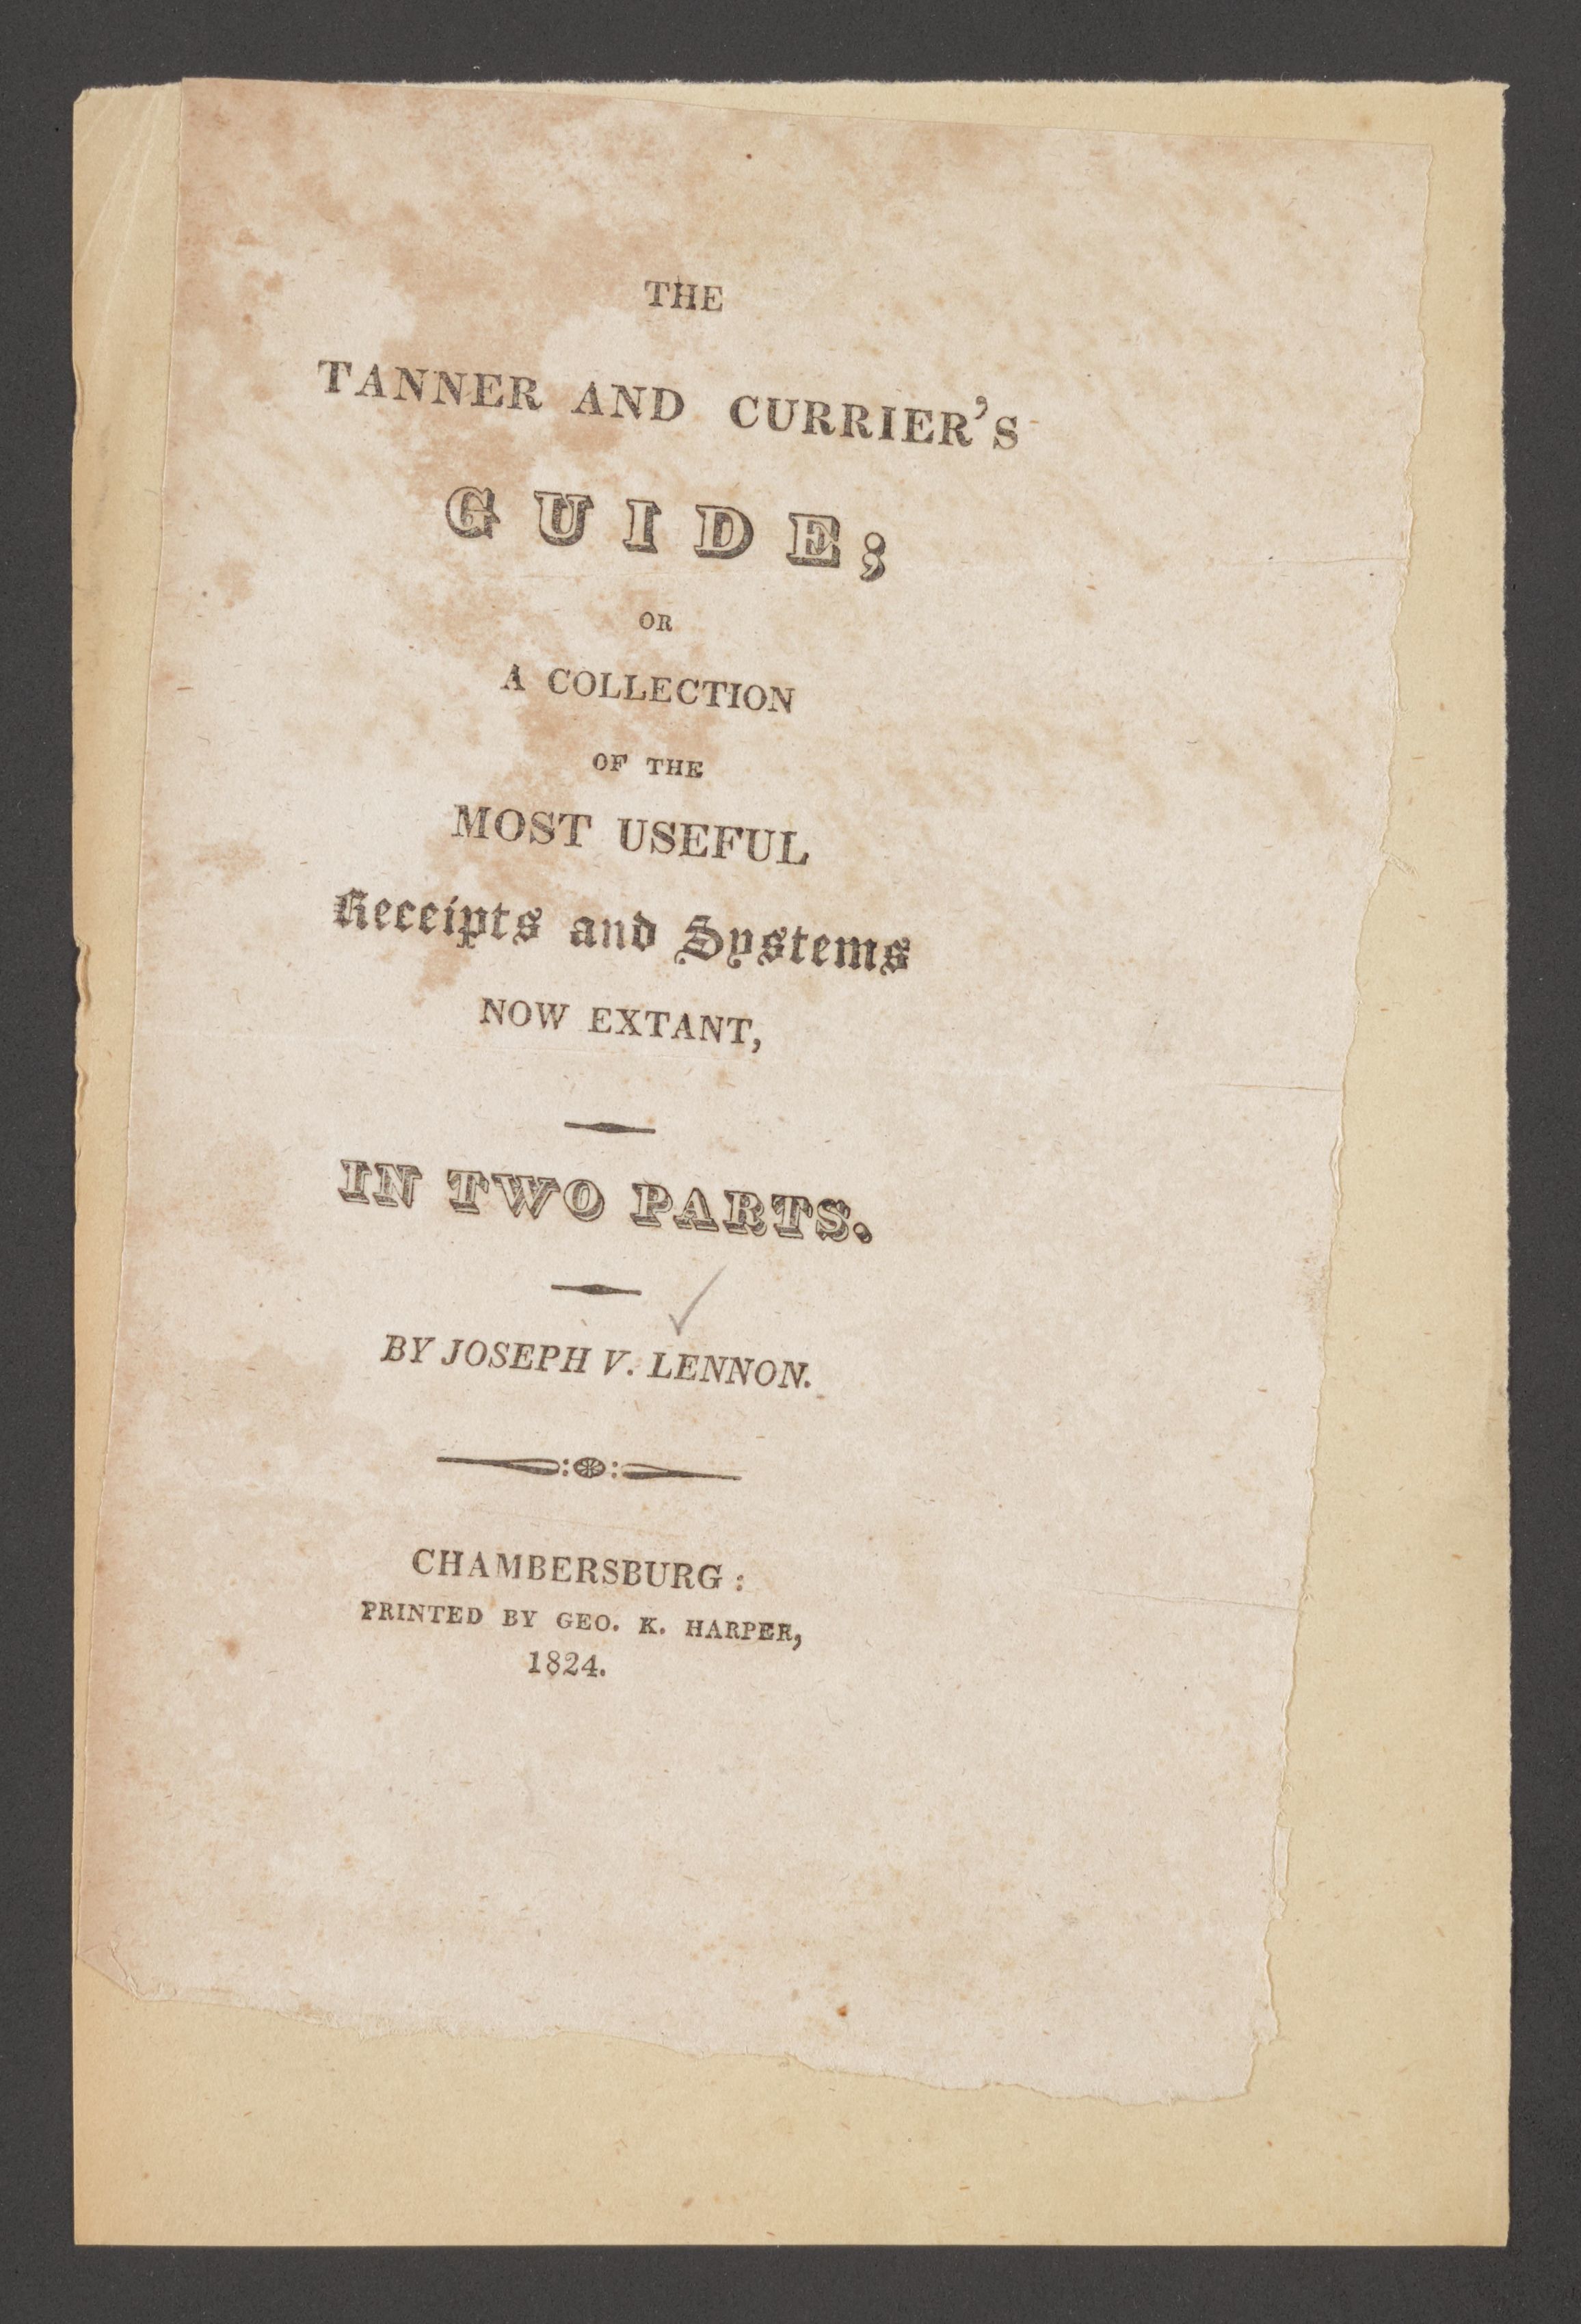 THE
TANNER AND CURRIER'S
GUIDE;
OR
A COLLECTION
OF THE
MOST USEFUL
Receipts and Systems
NOW EXTANT,
IN TWO PARTS.
BY JOSEPH V. LENNON.
CHAMBERSBURG:
PRINTED BY GEO. K. HARPER,
1824.